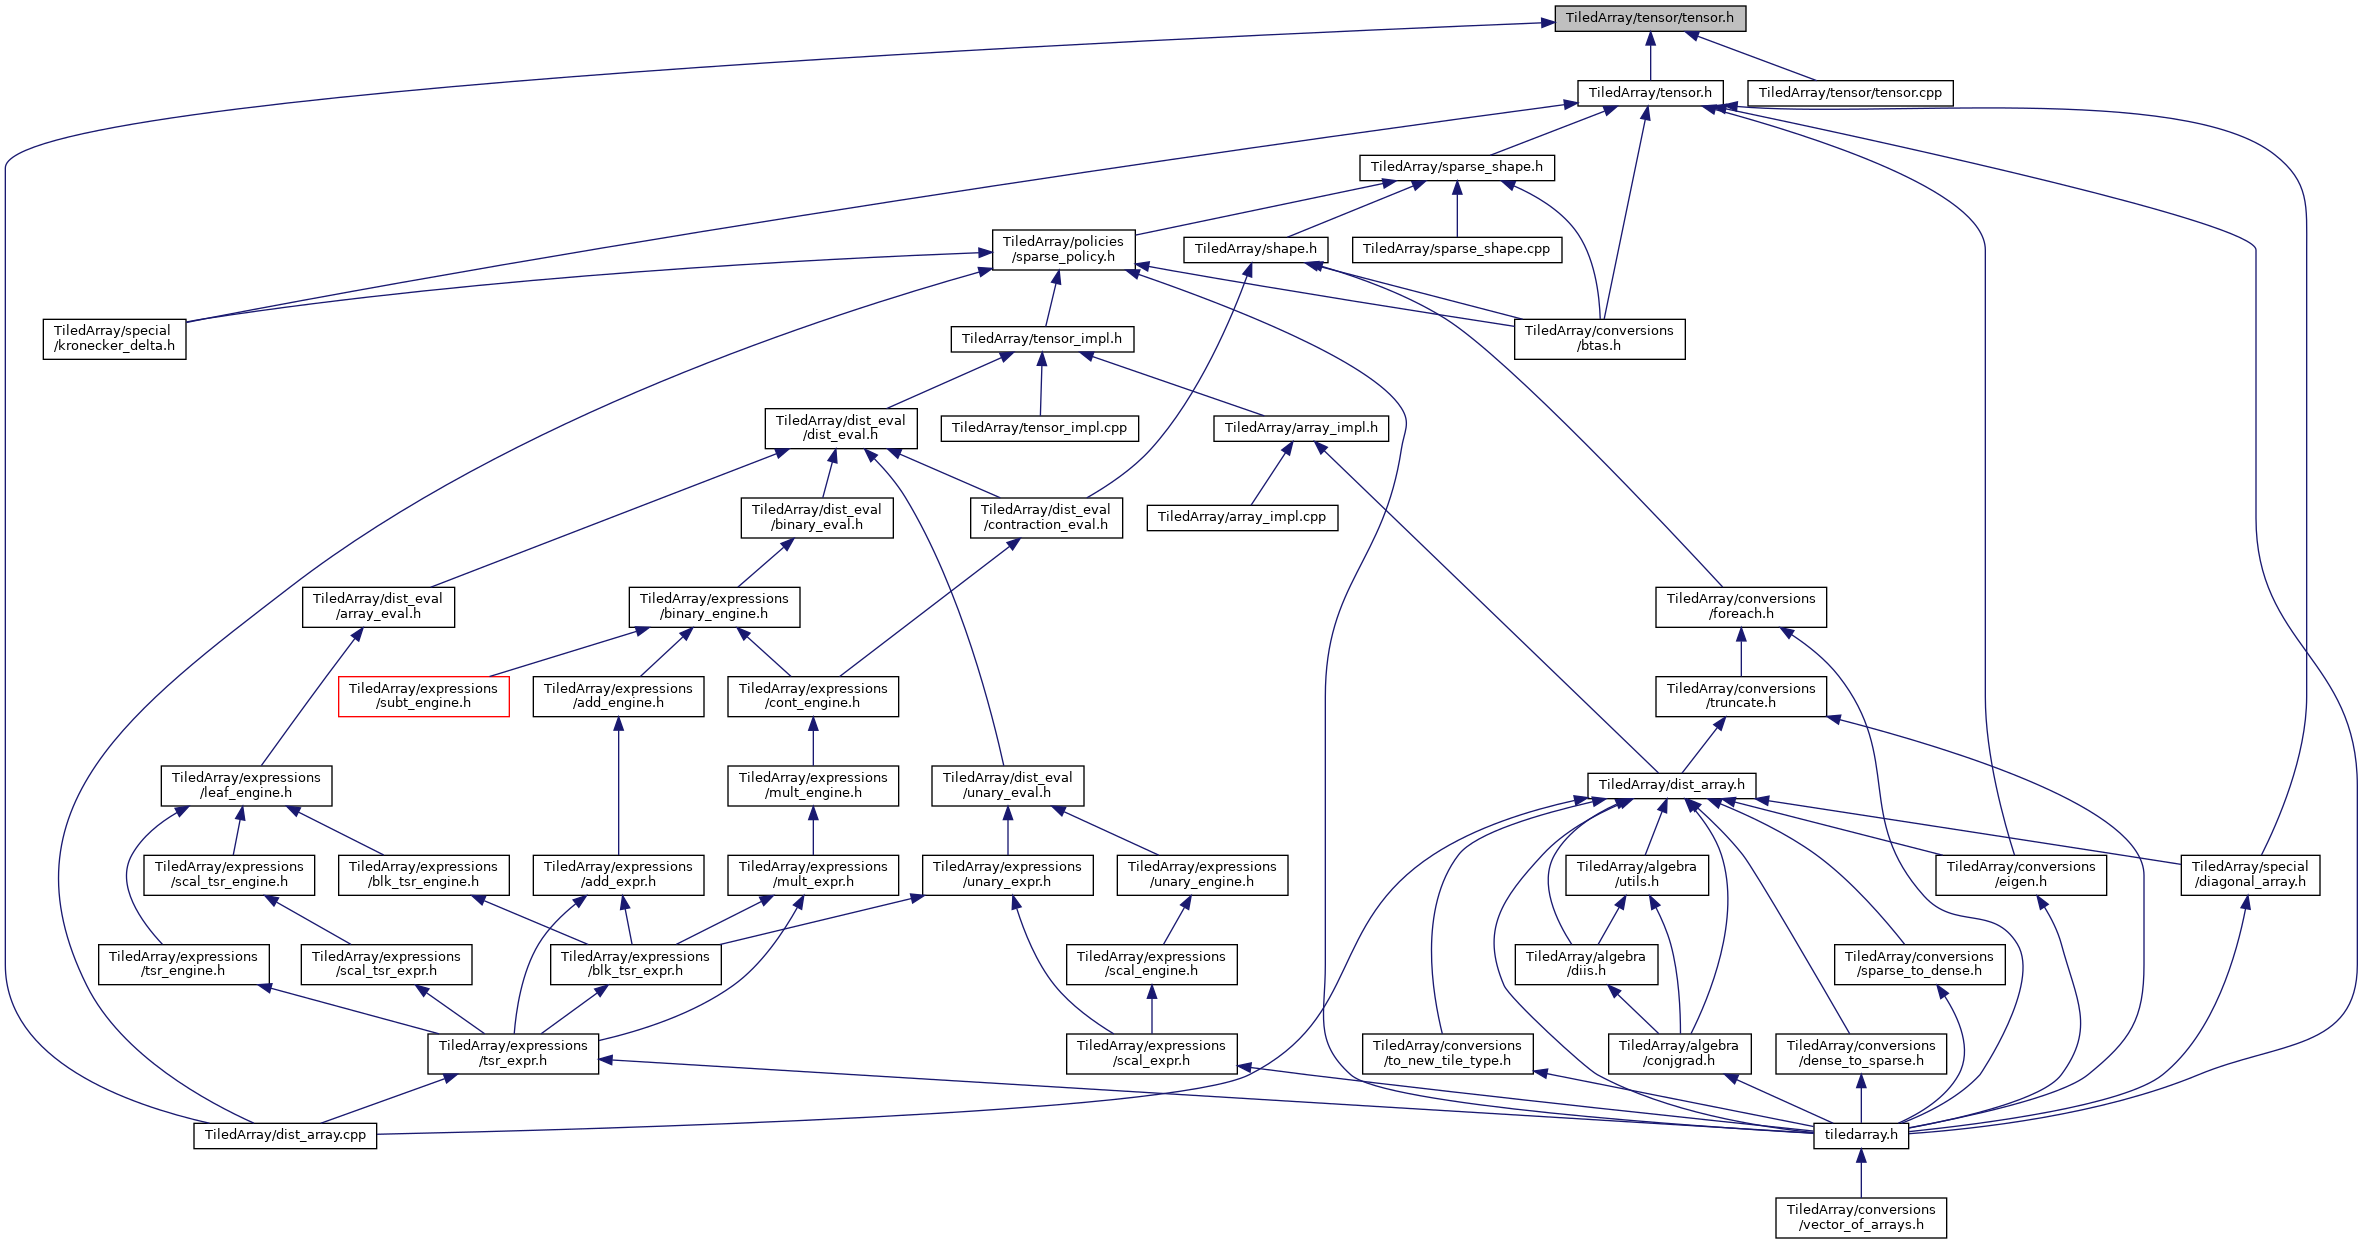 TiledArray/tensor/tensor.h
TiledArray/tensor.h
TiledArray/tensor/tensor.cpp
TiledArray/sparse_shape.h
TiledArray/policies
/sparse_policy.h
TiledArray/shape.h
TiledArray/sparse_shape.cpp
TiledArray/special
/kronecker_delta.h
TiledArray/tensor_impl.h
TiledArray/conversions
/btas.h
TiledArray/dist_eval
/dist_eval.h
TiledArray/tensor_impl.cpp
TiledArray/array_impl.h
TiledArray/dist_eval
/binary_eval.h
TiledArray/dist_eval
/contraction_eval.h
TiledArray/array_impl.cpp
TiledArray/dist_eval
/array_eval.h
TiledArray/expressions
/binary_engine.h
TiledArray/conversions
/foreach.h
TiledArray/expressions
/subt_engine.h
TiledArray/expressions
/add_engine.h
TiledArray/expressions
/cont_engine.h
TiledArray/conversions
/truncate.h
TiledArray/expressions
/leaf_engine.h
TiledArray/expressions
/mult_engine.h
TiledArray/dist_eval
/unary_eval.h
TiledArray/dist_array.h
TiledArray/expressions
/scal_tsr_engine.h
TiledArray/expressions
/blk_tsr_engine.h
TiledArray/expressions
/add_expr.h
TiledArray/expressions
/mult_expr.h
TiledArray/expressions
/unary_expr.h
TiledArray/expressions
/unary_engine.h
TiledArray/algebra
/utils.h
TiledArray/conversions
/eigen.h
TiledArray/special
/diagonal_array.h
TiledArray/expressions
/tsr_engine.h
TiledArray/expressions
/scal_tsr_expr.h
TiledArray/expressions
/blk_tsr_expr.h
TiledArray/expressions
/scal_engine.h
TiledArray/algebra
/diis.h
TiledArray/conversions
/sparse_to_dense.h
TiledArray/expressions
/tsr_expr.h
TiledArray/expressions
/scal_expr.h
TiledArray/conversions
/to_new_tile_type.h
TiledArray/algebra
/conjgrad.h
TiledArray/conversions
/dense_to_sparse.h
TiledArray/dist_array.cpp
tiledarray.h
TiledArray/conversions
/vector_of_arrays.h